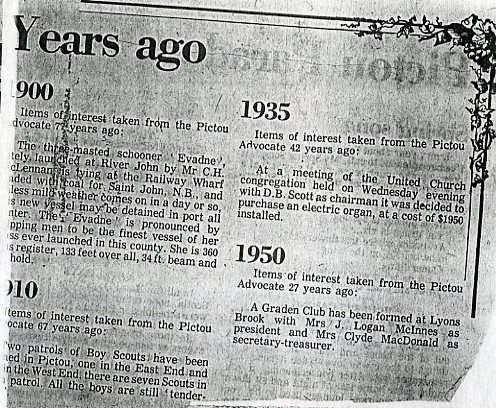 Years ago
1900
Items of interest taken from the Pictou
Advocate 77 years ago:
The three-masted schooner 'Evadne',
tely launched at River John by Mr C.H.
cLennan is lying at the Railway Wharf
ded with coal for Saint John, N.B., and
less mild weather comes on in a day or so,
s new vessel may be detained in port all
nter. The 'Evadne' is pronounced by
pping men to be the finest vessel of her
ss ever launched in this county. She is 360
s register, 133 feet over all, 34 ft. beam and
hold.
910
tems of interest taken from the Pictou
ocate 67 years ago:
wo patrols of Boy Scouts have been
ned in Pictou, one in the East End and
n the West End, there are seven Scouts in
patrol. All the boys are still 'tender-
1935
Items of interest taken from the Pictou
Advocate 42 years ago:
At a meeting of the United Church
congregation held on Wednesday evening
with D.B. Scott as chairman it was decided to
purchase an electric organ, at a cost of $1950
installed.
1950
Items of interest taken from the Pictou
Advocate 27 years ago:
A Graden Club has been formed at Lyons
Brook with Mrs J. Logan McInnes as
president and Mrs Clyde MacDonald as
secretary-treasurer.